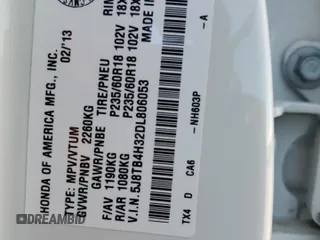 HONDA OF AMERICA MFG., INC.
02/'13
TYPE: MPV/VTUM
GVWR/PNBV 2260KG
GAWR/PNBE TIRE/PNEU RIM
F/AV 1190KG P235/60R18 102V 18X
R/AR 1080KG P235/60R18 102V 18X
V.I.N. 5J8TB4H32DL806053 MADE IN
TX4 D CA6 NH603P -A
DREAMBID